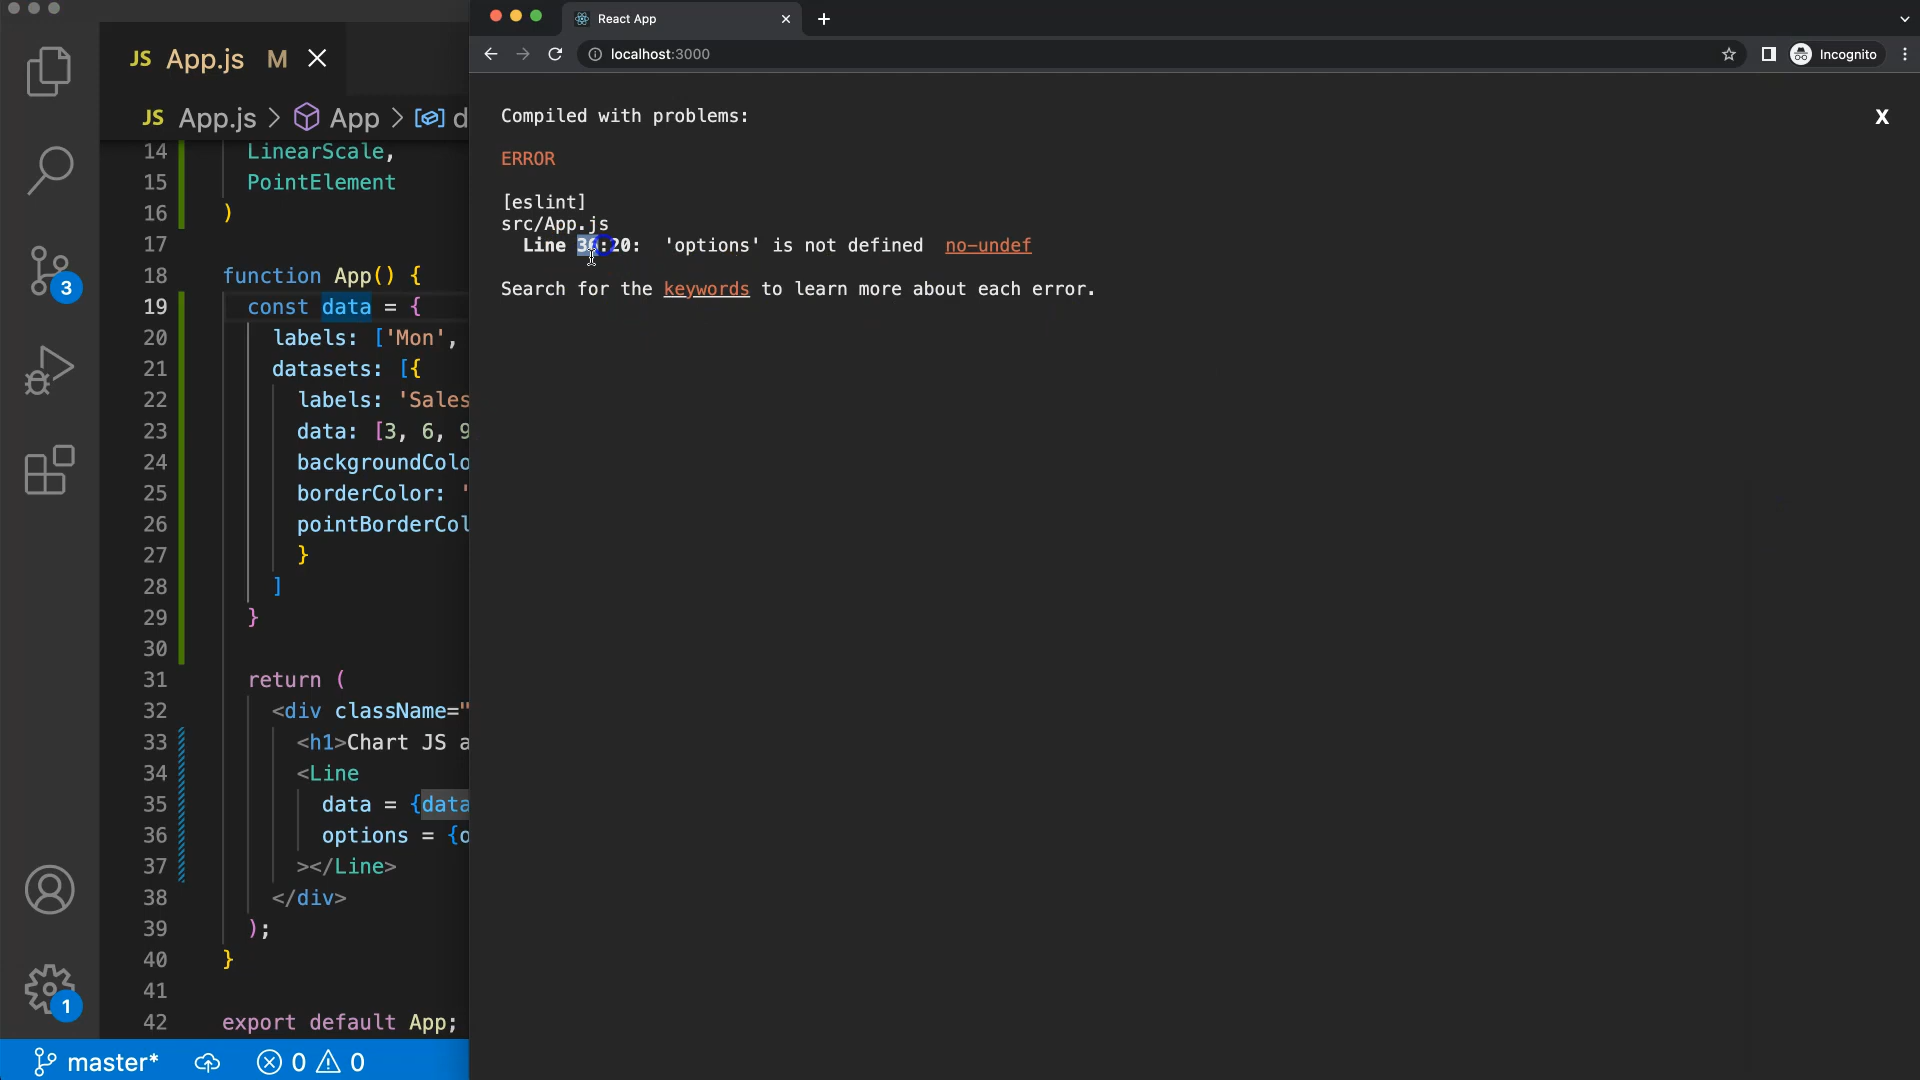 JS App.js M
JS App.js > App > d
14 LinearScale,
15 PointElement
16 )
17
18 function App() {
19 const data = {
20 labels: ['Mon',
21 datasets: [{
22 labels: 'Sales
23 data: [3, 6, 9
24 backgroundColo
25 borderColor: '
26 pointBorderCol
27 }
28 ]
29 }
30
31 return (
32 <div className="
33 <h1>Chart JS a
34 <Line
35 data = {data
36 options = {o
37 ></Line>
38 </div>
39 );
40 }
41
42 export default App;
3
1
master* 0 0
React App
localhost:3000
Incognito
Compiled with problems:
X
ERROR
[eslint]
src/App.js
Line 36:20: 'options' is not defined no-undef
Search for the keywords to learn more about each error.